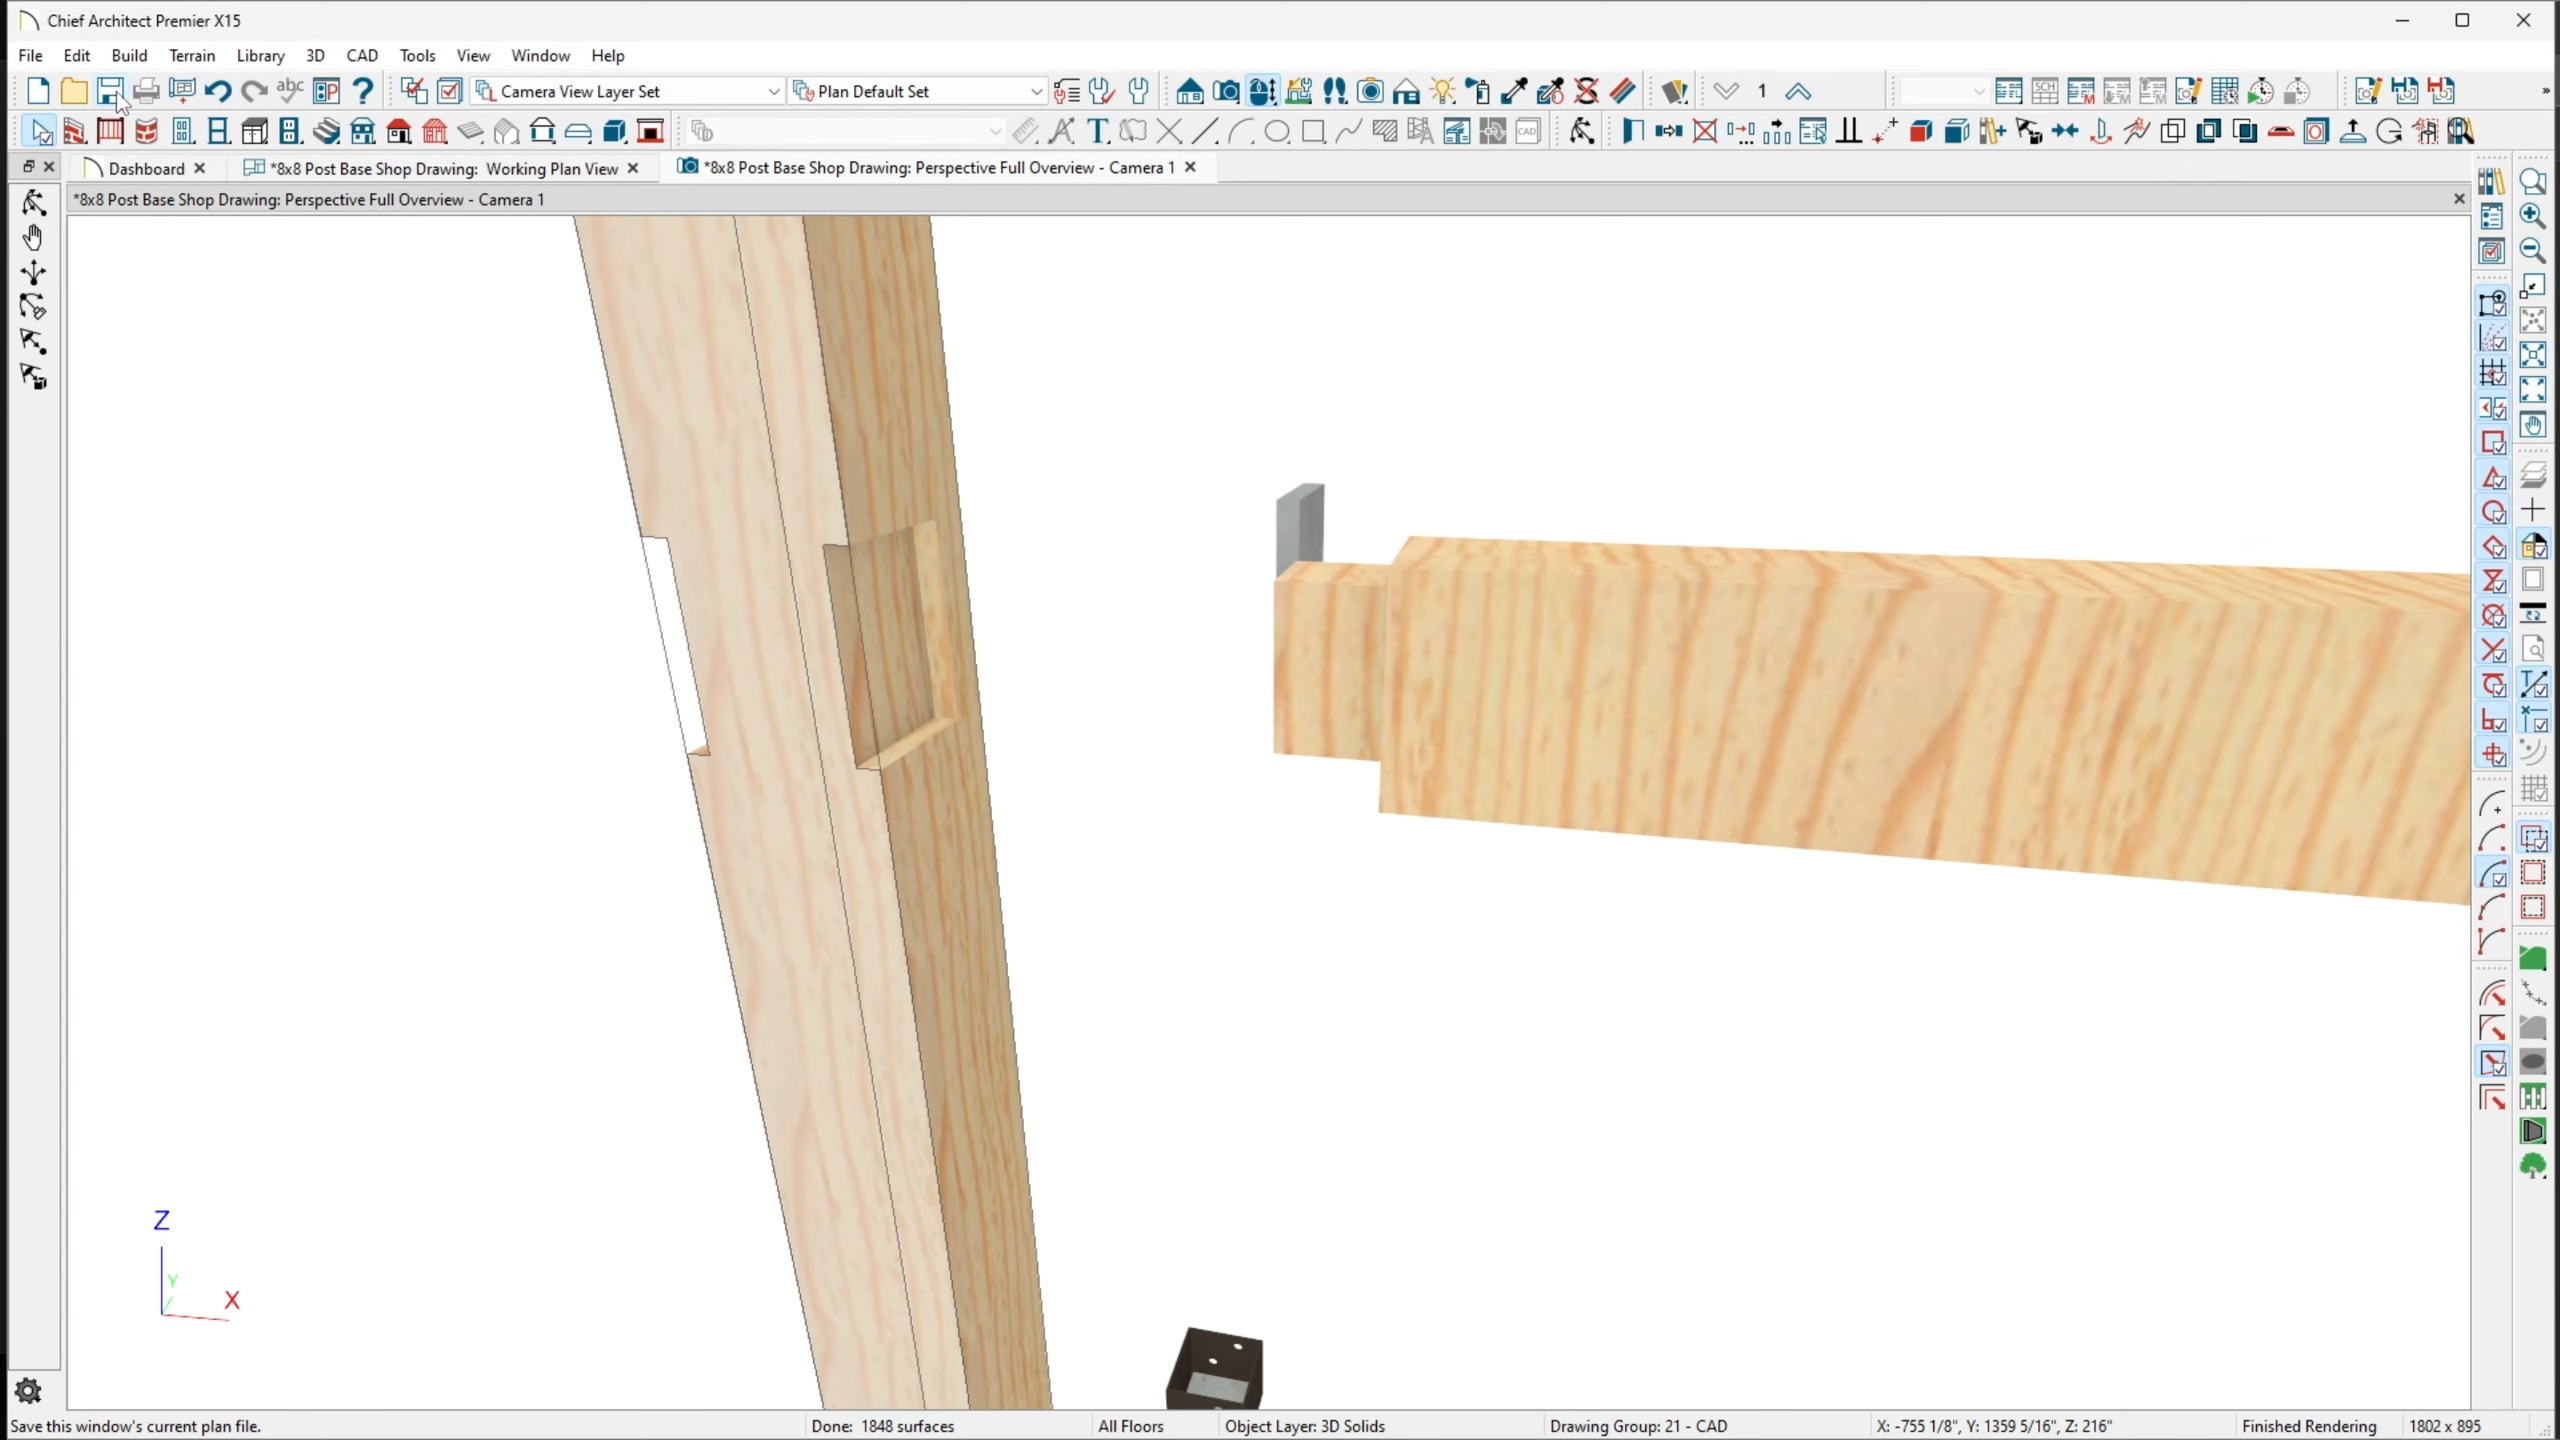 Chief Architect Premier X15
File Edit Build Terrain Library 3D CAD Tools View Window Help
abc P ? Camera View Layer Set Plan Default Set 1 SCH »
A T CAD
Dashboard *8x8 Post Base Shop Drawing: Working Plan View *8x8 Post Base Shop Drawing: Perspective Full Overview - Camera 1
*8x8 Post Base Shop Drawing: Perspective Full Overview - Camera 1
Z
Y
X
Save this window's current plan file. Done: 1848 surfaces All Floors Object Layer: 3D Solids Drawing Group: 21 - CAD X: -755 1/8", Y: 1359 5/16", Z: 216" Finished Rendering 1802 x 895